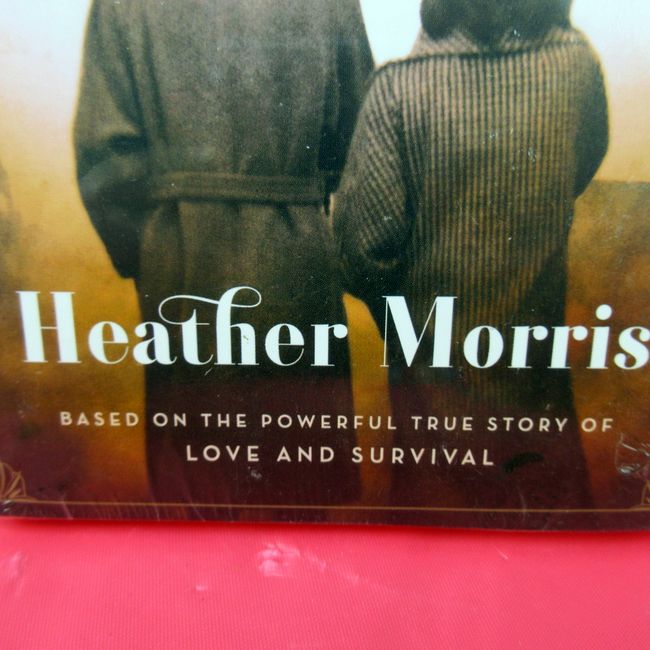 Heather Morris
BASED ON THE POWERFUL TRUE STORY OF
LOVE AND SURVIVAL